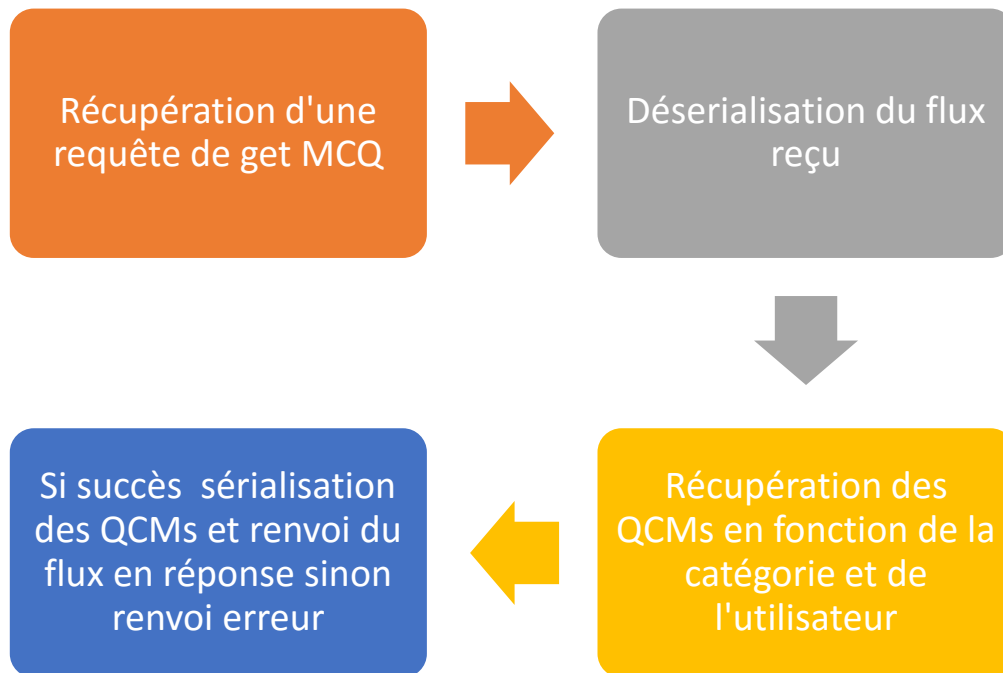 Récupération d'une
requête de get MCQ
Déserialisation du flux
reçu
Récupération des
QCMs en fonction de la
catégorie et de
l'utilisateur
Si succès  sérialisation
des QCMs et renvoi du
flux en réponse sinon
renvoi erreur